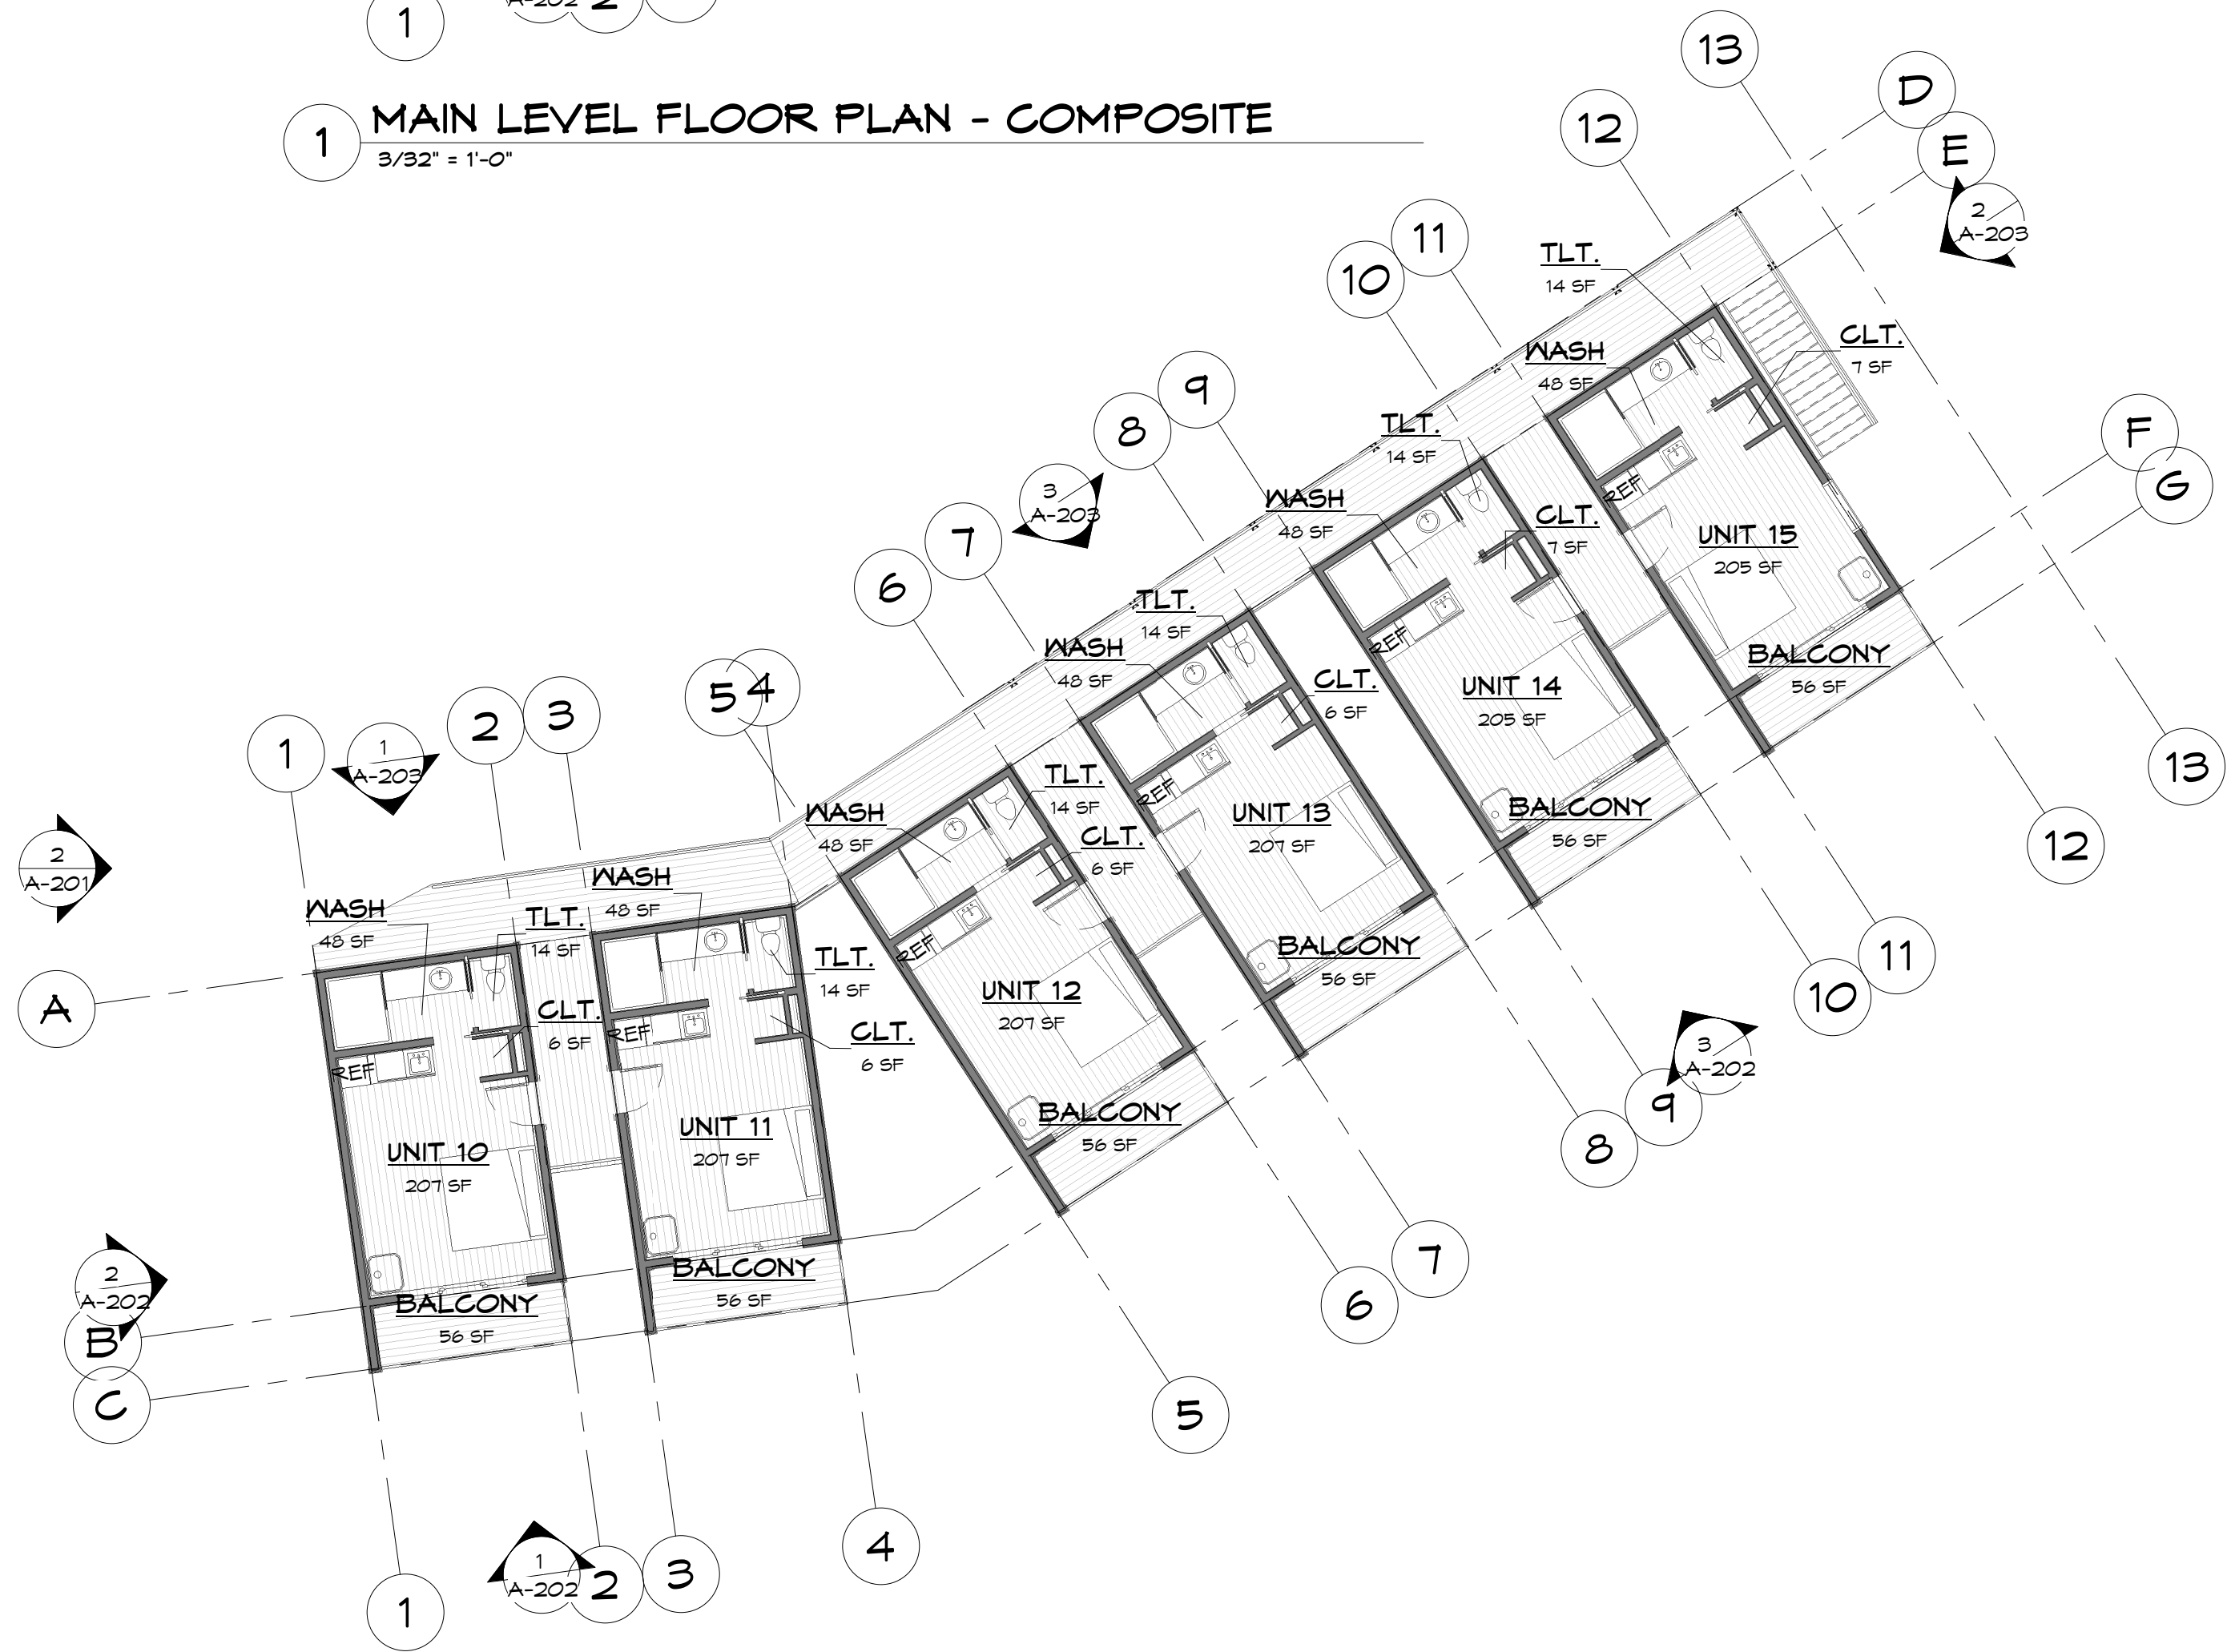 1
A-202 2
1 MAIN LEVEL FLOOR PLAN - COMPOSITE
3/32" = 1'-0"
13
D
12
E
2
A-203
11
10
TLT.
14 SF
CLT.
7 SF
WASH
48 SF
9
8
TLT.
14 SF
F
G
REF
WASH
48 SF
CLT.
7 SF
UNIT 15
205 SF
3
A-203
7
6
TLT.
14 SF
REF
WASH
48 SF
BALCONY
56 SF
CLT.
6 SF
UNIT 14
205 SF
5
4
1
2
3
1
A-203
13
TLT.
14 SF
REF
UNIT 13
207 SF
BALCONY
56 SF
WASH
48 SF
CLT.
6 SF
12
2
A-201
WASH
48 SF
WASH
48 SF
TLT.
14 SF
REF
BALCONY
56 SF
11
10
TLT.
14 SF
UNIT 12
207 SF
A
CLT.
6 SF
REF
CLT.
6 SF
3
A-202
9
8
REF
UNIT 11
207 SF
BALCONY
56 SF
UNIT 10
207 SF
7
6
2
A-202
B
BALCONY
56 SF
BALCONY
56 SF
C
5
4
1
A-202
2
3
1